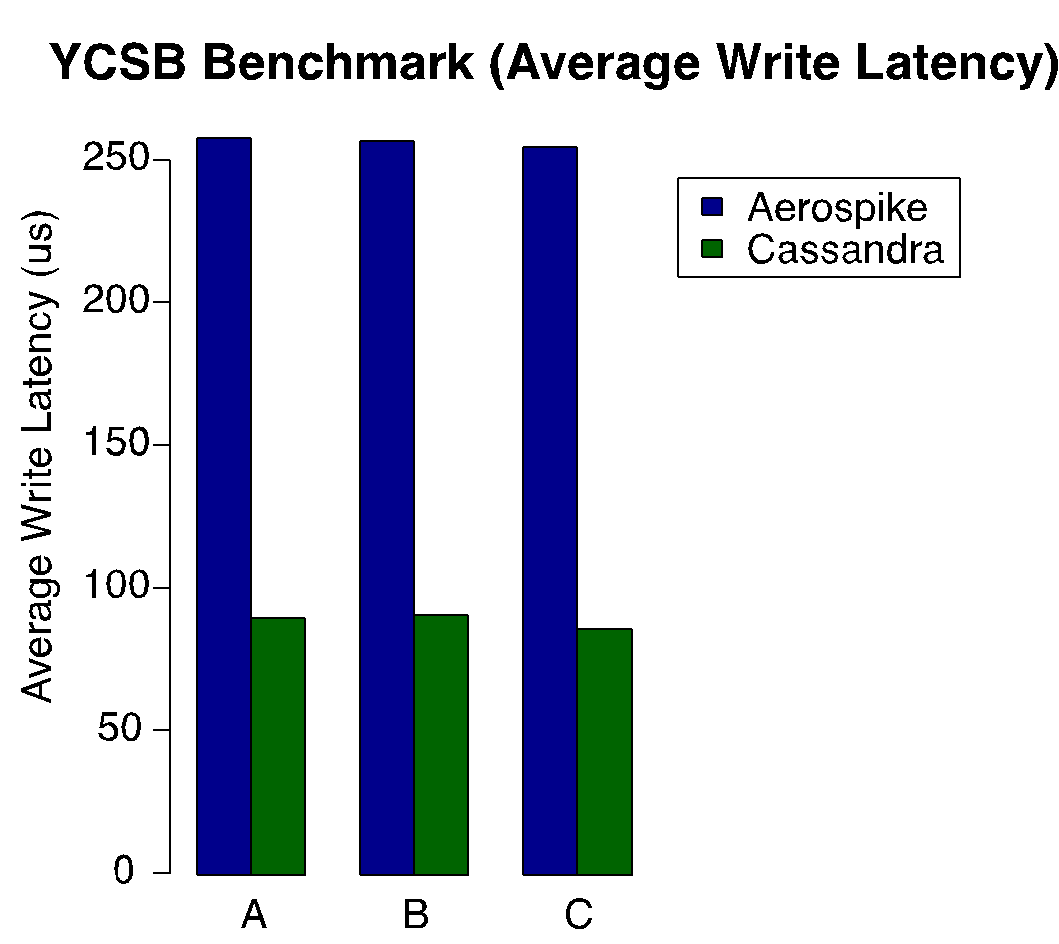 YCSB Benchmark (Average Write Latency)
Average Write Latency (us)
250
200
150
100
50
0
A B C
Aerospike
Cassandra